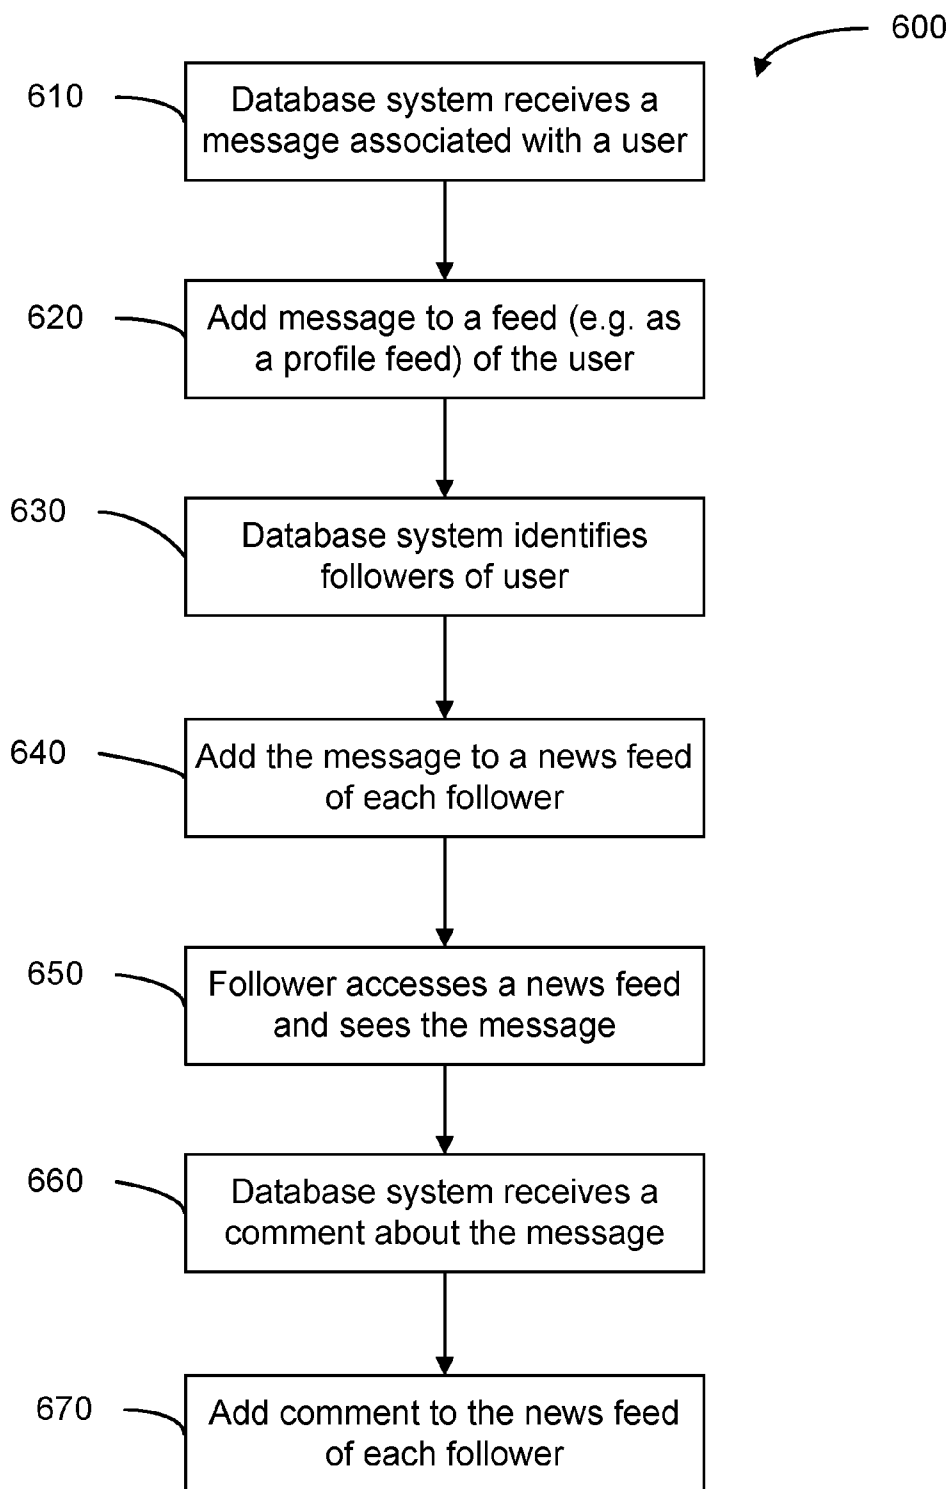 600
610
Database system receives a
message associated with a user
620
Add message to a feed (e.g. as
a profile feed) of the user
630
Database system identifies
followers of user
640
Add the message to a news feed
of each follower
650
Follower accesses a news feed
and sees the message
660
Database system receives a
comment about the message
670
Add comment to the news feed
of each follower